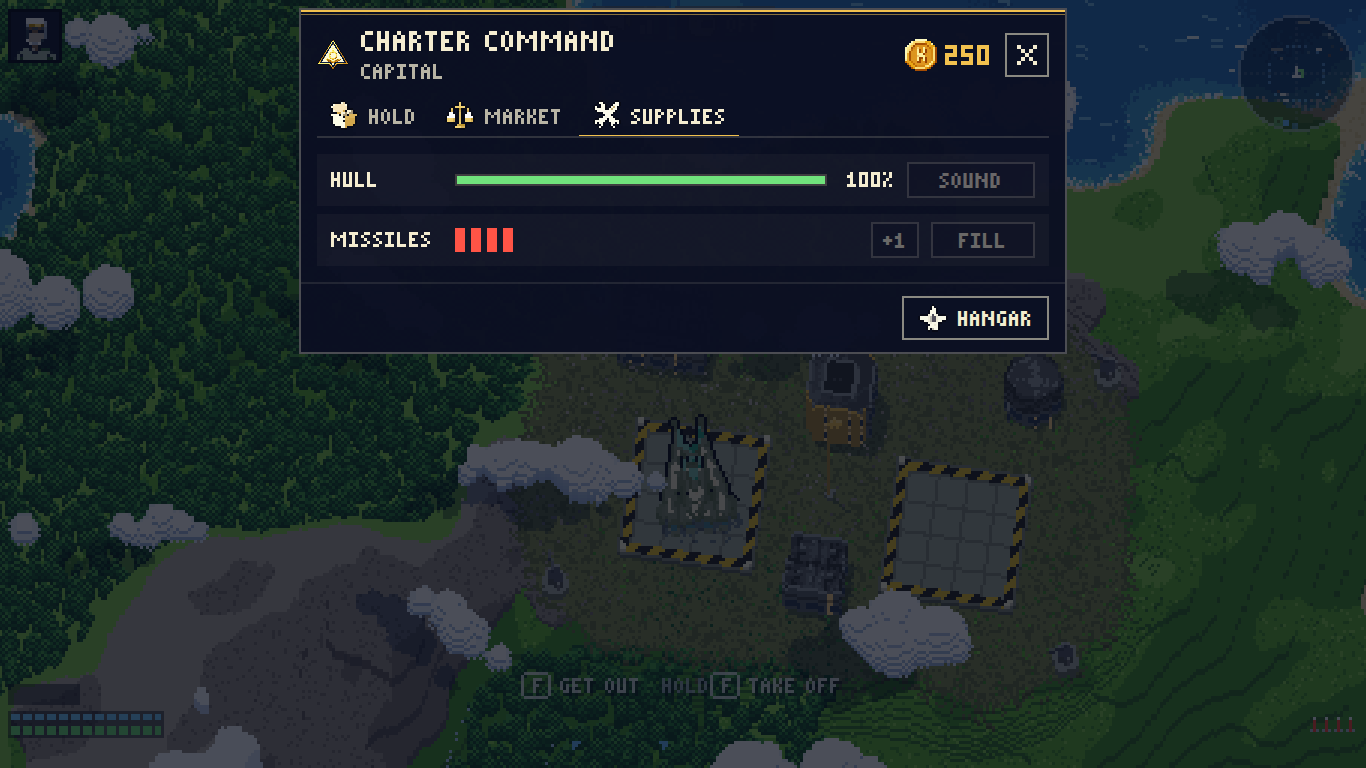 CHARTER COMMAND
CAPITAL
K 250
HOLD MARKET SUPPLIES
HULL 100% SOUND
MISSILES +1 FILL
HANGAR
F GET OUT HOLD F TAKE OFF